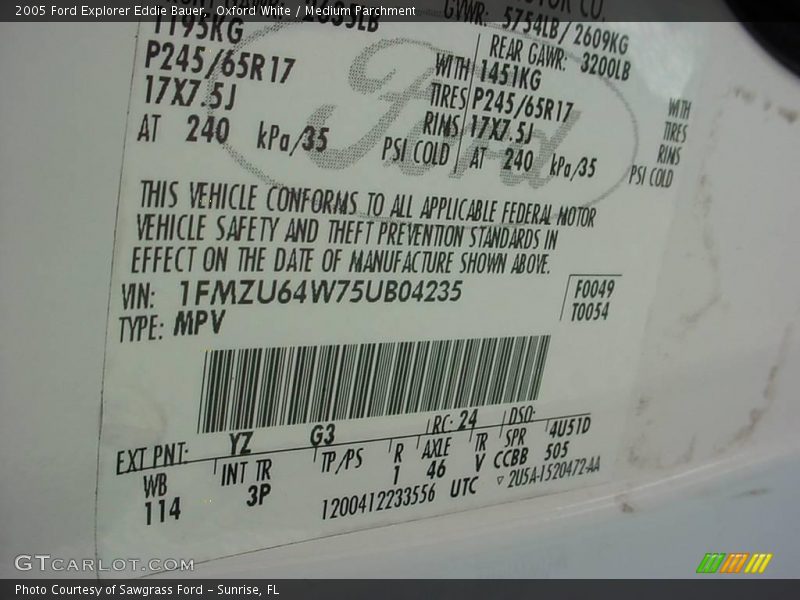 2005 Ford Explorer Eddie Bauer, , Oxford White / Medium Parchment
2635LB
GVWR: 5754LB/ 2609KG
1195KG
REAR GAWR: 3200LB
P245/65R17 WITH 1451KG
17X7.5J TIRES P245/65R17 WITH
RIMS 17X7.5J TIRES
AT 240 kPa/35 PSI COLD AT 240 kPa/35 RIMS
PSI COLD
Ford
THIS VEHICLE CONFORMS TO ALL APPLICABLE FEDERAL MOTOR
VEHICLE SAFETY AND THEFT PREVENTION STANDARDS IN
EFFECT ON THE DATE OF MANUFACTURE SHOWN ABOVE.
VIN: 1FMZU64W75UB04235
F0049
TYPE: MPV
T0054
EXT PNT: YZ G3 RC: 24 DSO:
WB INT TR TP/PS R AXLE TR SPR 4U51D
114 3P 1 46 V CCBB 505
1200412233556 UTC ▽ 2U5A-1520472-AA
GTCARLOT.COM
Photo Courtesy of Sawgrass Ford - Sunrise, FL